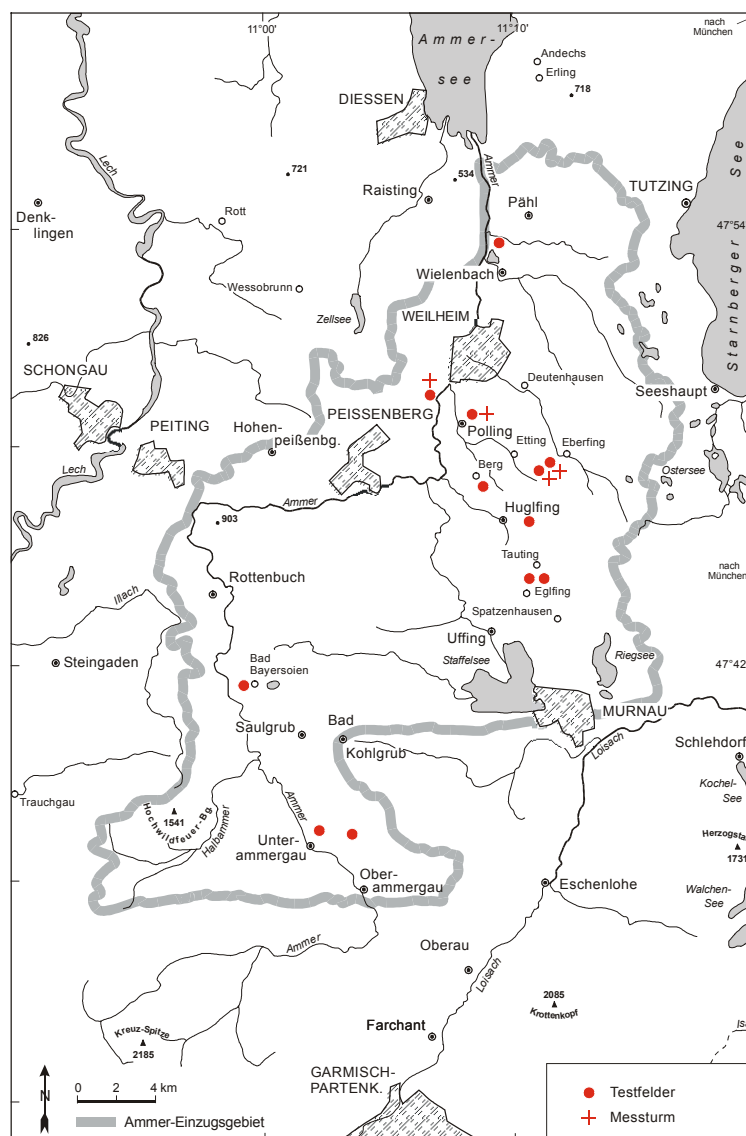 11°00'
11°10'
nach
München
Ammer-
see
Andechs
Erling
718
DIESSEN
Lech
721
534
Ammer
Raisting
Pähl
TUTZING
Starnberger See
Denk-
lingen
Rott
47°54'
Wielenbach
Wessobrunn
Zellsee
WEILHEIM
826
SCHONGAU
Deutenhausen
Seeshaupt
PEISSENBERG
PEITING
Hohen-
peißenbg.
Polling
Etting
Eberfing
Berg
Ostersee
Lech
Ammer
903
Huglfing
Tauting
nach
München
Eglfing
Rottenbuch
Illach
Spatzenhausen
Uffing
Staffelsee
Riegsee
Steingaden
47°42'
Bad
Bayersoien
MURNAU
Saulgrub
Bad
Kohlgrub
Loisach
Schlehdorf
Kochel-
See
Trauchgau
1541
Hochwildfeuer-Bg.
Halbammer
Ammer
Unter-
ammergau
Herzogsta
1731
Ober-
ammergau
Eschenlohe
Walchen-
See
Ammer
Oberau
Loisach
2085
Krottenkopf
Kreuz-Spitze
2185
Farchant
Isa
GARMISCH-
PARTENK.
N
0 2 4 km
Ammer-Einzugsgebiet
Testfelder
Messturm